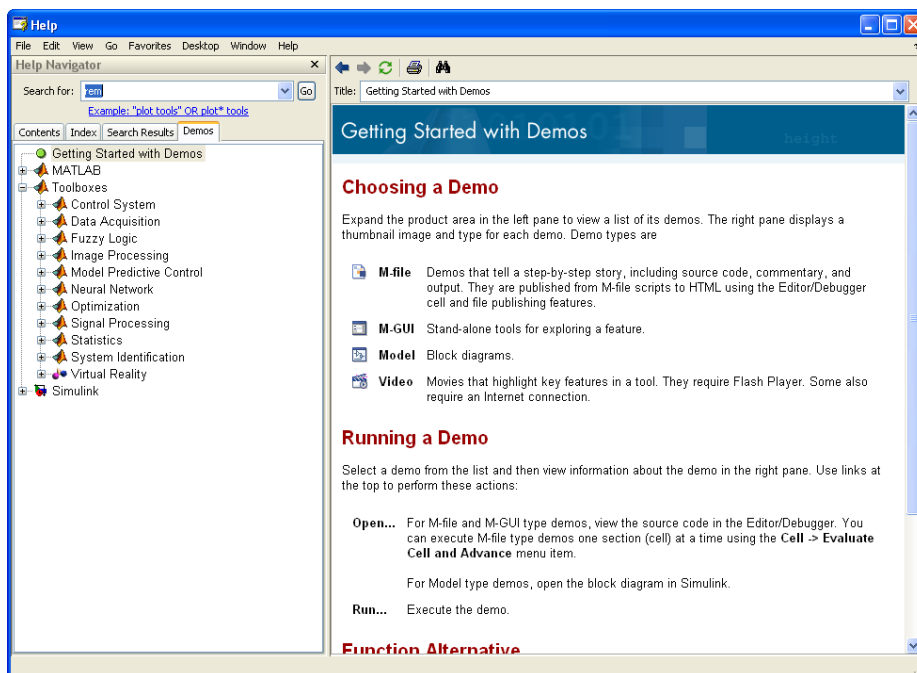 Help
File Edit View Go Favorites Desktop Window Help
Help Navigator
Search for: rem Go
Example: "plot tools" OR plot* tools
Contents Index Search Results Demos
Getting Started with Demos
MATLAB
Toolboxes
Control System
Data Acquisition
Fuzzy Logic
Image Processing
Model Predictive Control
Neural Network
Optimization
Signal Processing
Statistics
System Identification
Virtual Reality
Simulink
Title: Getting Started with Demos
Getting Started with Demos
height
Choosing a Demo
Expand the product area in the left pane to view a list of its demos. The right pane displays a
thumbnail image and type for each demo. Demo types are
M-file Demos that tell a step-by-step story, including source code, commentary, and
output. They are published from M-file scripts to HTML using the Editor/Debugger
cell and file publishing features.
M-GUI Stand-alone tools for exploring a feature.
Model Block diagrams.
Video Movies that highlight key features in a tool. They require Flash Player. Some also
require an Internet connection.
Running a Demo
Select a demo from the list and then view information about the demo in the right pane. Use links at
the top to perform these actions:
Open... For M-file and M-GUI type demos, view the source code in the Editor/Debugger. You
can execute M-file type demos one section (cell) at a time using the Cell -> Evaluate
Cell and Advance menu item.
For Model type demos, open the block diagram in Simulink.
Run... Execute the demo.
Function Alternative